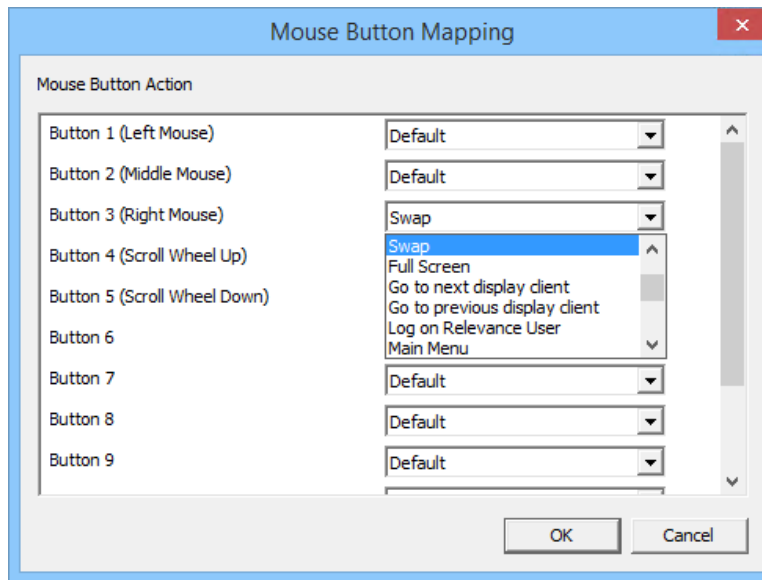 Mouse Button Mapping
Mouse Button Action
Button 1 (Left Mouse) Default
Button 2 (Middle Mouse) Default
Button 3 (Right Mouse) Swap
Button 4 (Scroll Wheel Up) Swap
Full Screen
Button 5 (Scroll Wheel Down) Go to next display client
Go to previous display client
Button 6 Log on Relevance User
Main Menu
Button 7 Default
Button 8 Default
Button 9 Default
OK Cancel